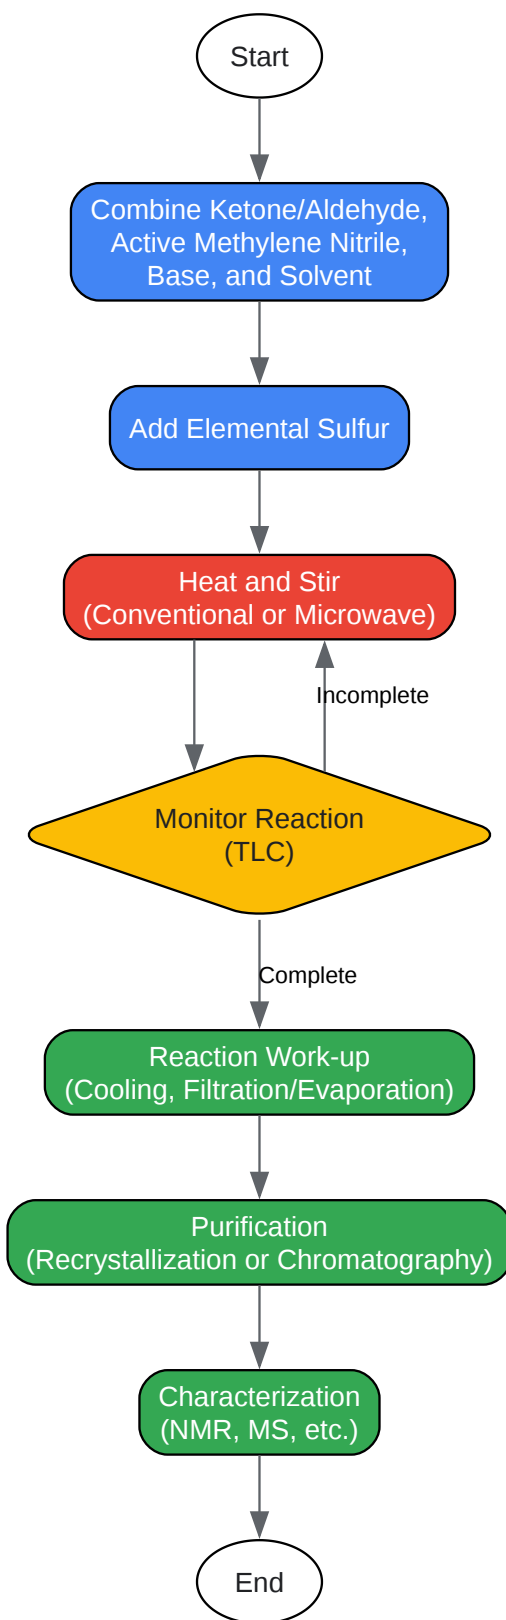 Start
Combine Ketone/Aldehyde,
Active Methylene Nitrile,
Base, and Solvent
Add Elemental Sulfur
Heat and Stir
(Conventional or Microwave)
Incomplete
Monitor Reaction
(TLC)
Complete
Reaction Work-up
(Cooling, Filtration/Evaporation)
Purification
(Recrystallization or Chromatography)
Characterization
(NMR, MS, etc.)
End